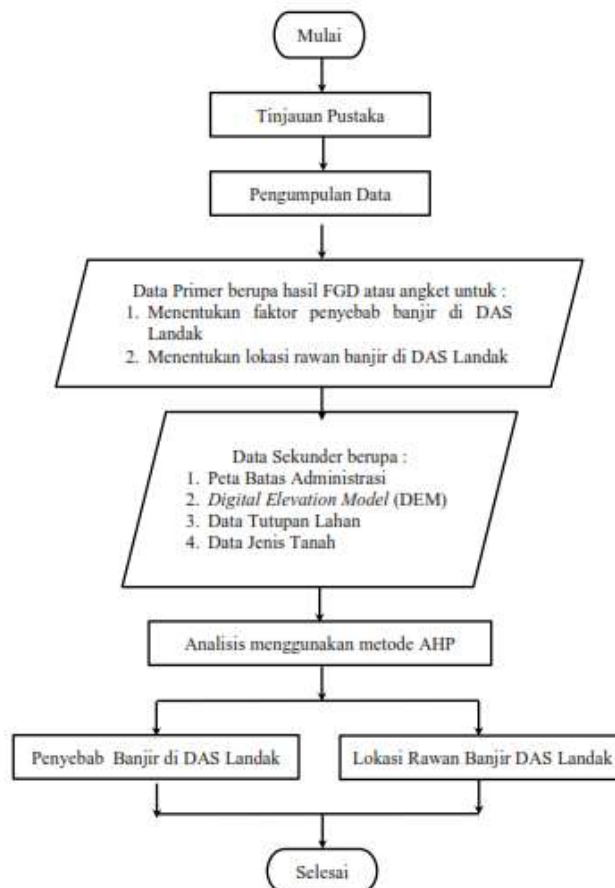 Mulai
Tinjauan Pustaka
Pengumpulan Data
Data Primer berupa hasil FGD atau angket untuk :
1. Menentukan faktor penyebab banjir di DAS
Landak
2. Menentukan lokasi rawan banjir di DAS Landak
Data Sekunder berupa :
1. Peta Batas Administrasi
2. Digital Elevation Model (DEM)
3. Data Tutupan Lahan
4. Data Jenis Tanah
Analisis menggunakan metode AHP
Penyebab Banjir di DAS Landak
Lokasi Rawan Banjir DAS Landak
Selesai